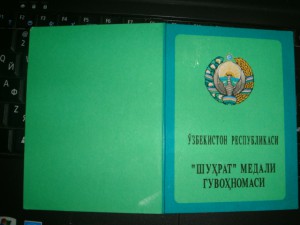 ЎЗБЕКИСТОН РЕСПУБЛИКАСИ
"ШУҲРАТ" МЕДАЛИ
ГУВОҲНОМАСИ